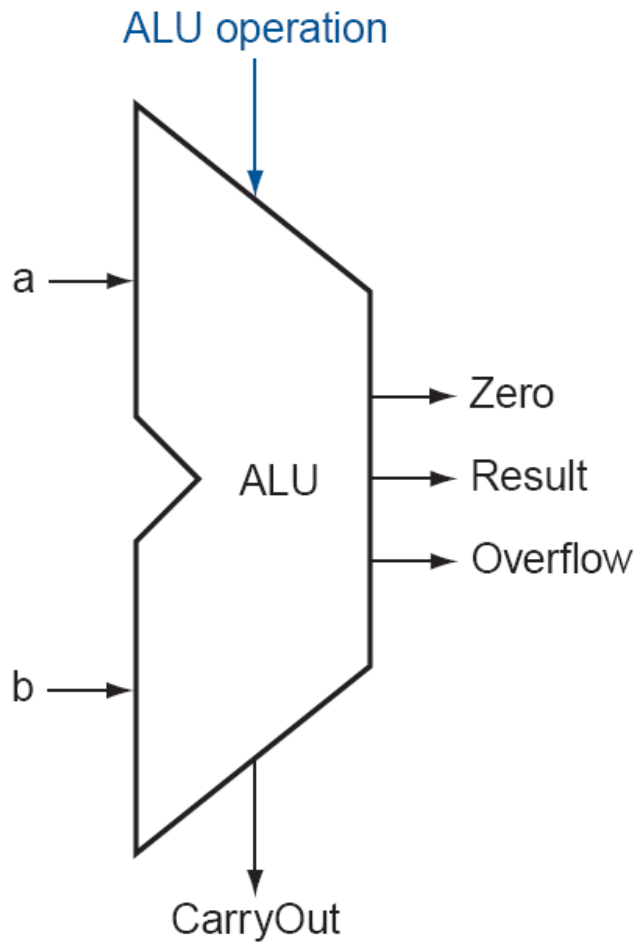 ALU operation
a
Zero
ALU
Result
Overflow
b
CarryOut